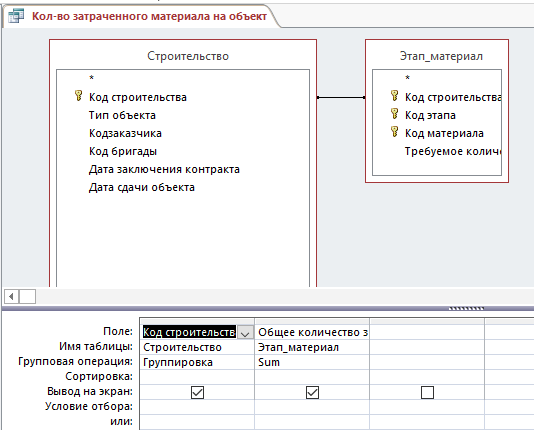 Кол-во затраченного материала на объект
Строительство
*
Код строительства
Тип объекта
Кодзаказчика
Код бригады
Дата заключения контракта
Дата сдачи объекта
Этап_материал
*
Код строительства
Код этапа
Код материала
Требуемое колич
Поле: Код строительств Общее количество з
Имя таблицы: Строительство Этап_материал
Групповая операция: Группировка Sum
Сортировка:
Вывод на экран:
Условие отбора:
или: